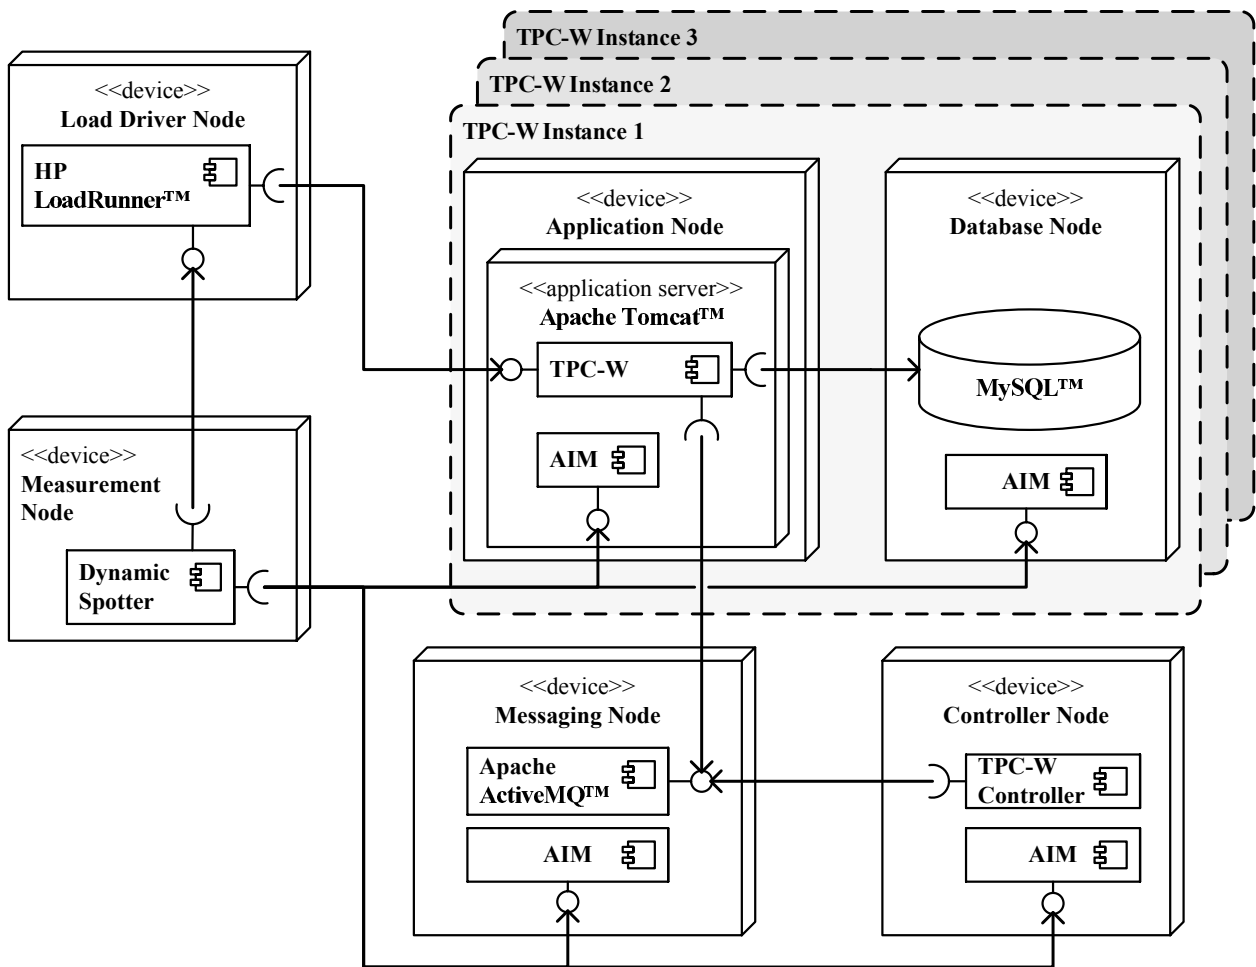 TPC-W Instance 3
TPC-W Instance 2
TPC-W Instance 1
<<device>>
Load Driver Node
HP
LoadRunner™
<<device>>
Application Node
<<application server>>
Apache Tomcat™
TPC-W
AIM
<<device>>
Database Node
MySQL™
AIM
<<device>>
Measurement
Node
Dynamic
Spotter
<<device>>
Messaging Node
Apache
ActiveMQ™
AIM
<<device>>
Controller Node
TPC-W
Controller
AIM